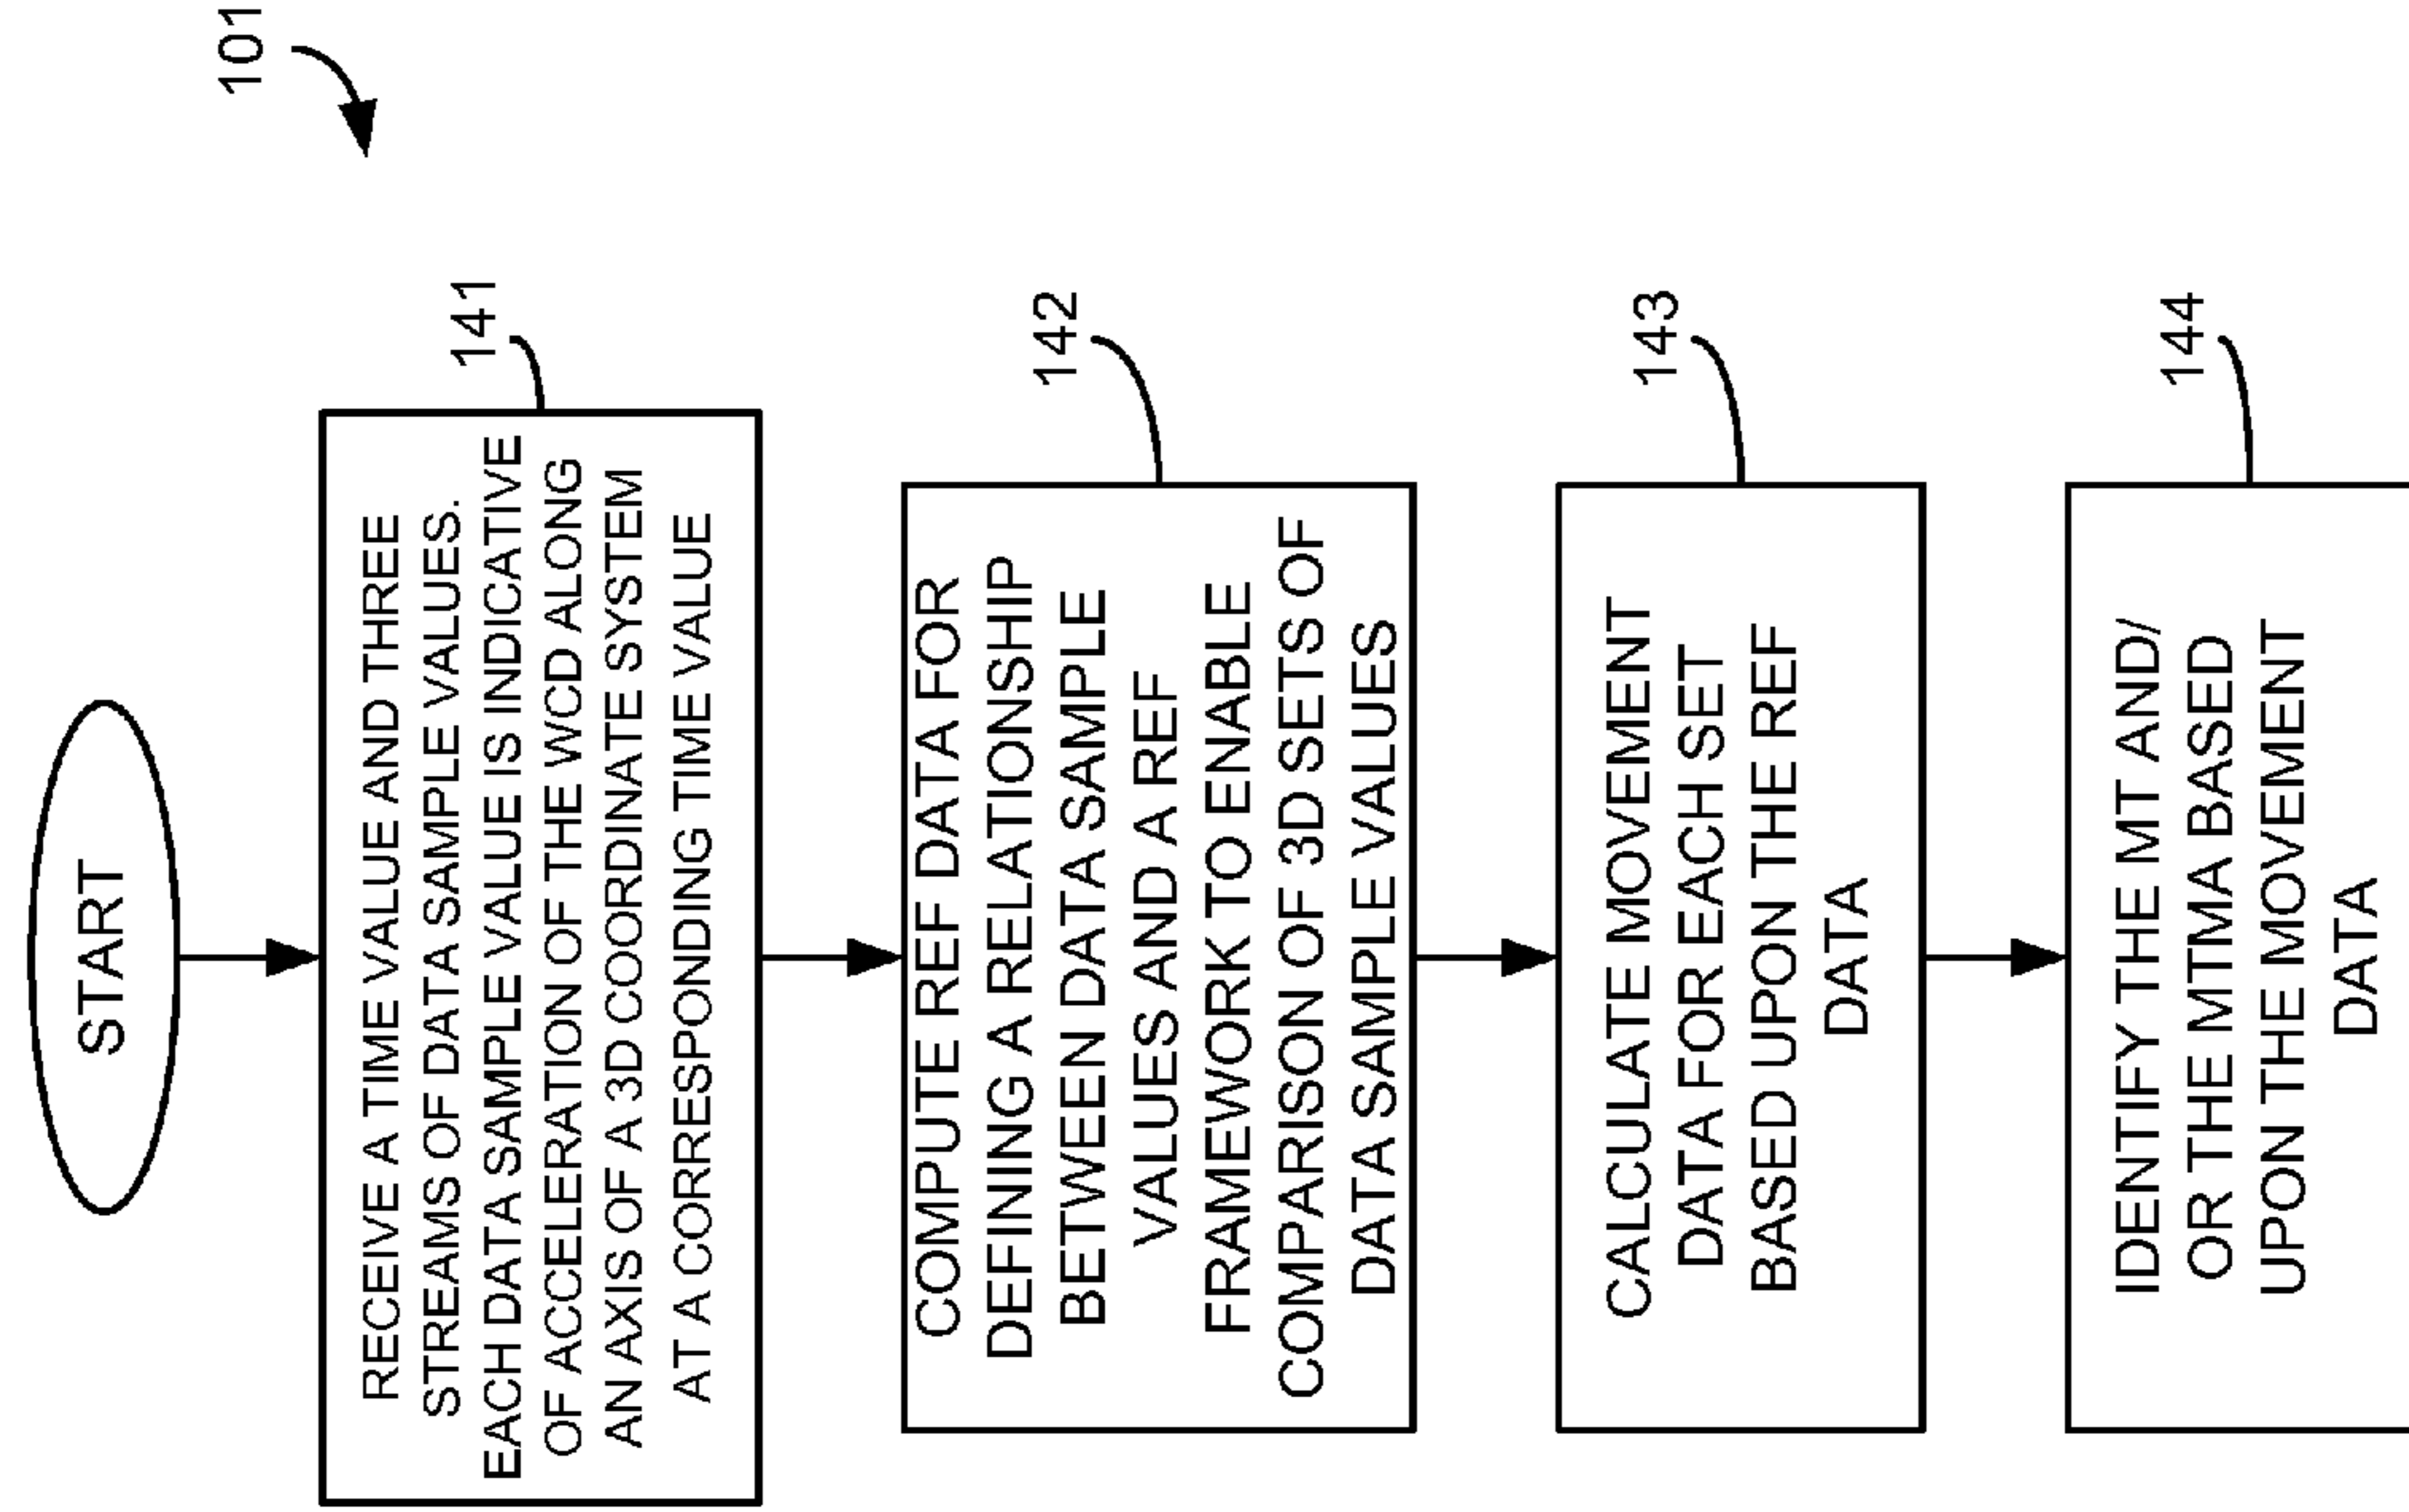 101
START
141
RECEIVE A TIME VALUE AND THREE
STREAMS OF DATA SAMPLE VALUES.
EACH DATA SAMPLE VALUE IS INDICATIVE
OF ACCELERATION OF THE WCD ALONG
AN AXIS OF A 3D COORDINATE SYSTEM
AT A CORRESPONDING TIME VALUE
142
COMPUTE REF DATA FOR
DEFINING A RELATIONSHIP
BETWEEN DATA SAMPLE
VALUES AND A REF
FRAMEWORK TO ENABLE
COMPARISON OF 3D SETS OF
DATA SAMPLE VALUES
143
CALCULATE MOVEMENT
DATA FOR EACH SET
BASED UPON THE REF
DATA
144
IDENTIFY THE MT AND/
OR THE MTMA BASED
UPON THE MOVEMENT
DATA